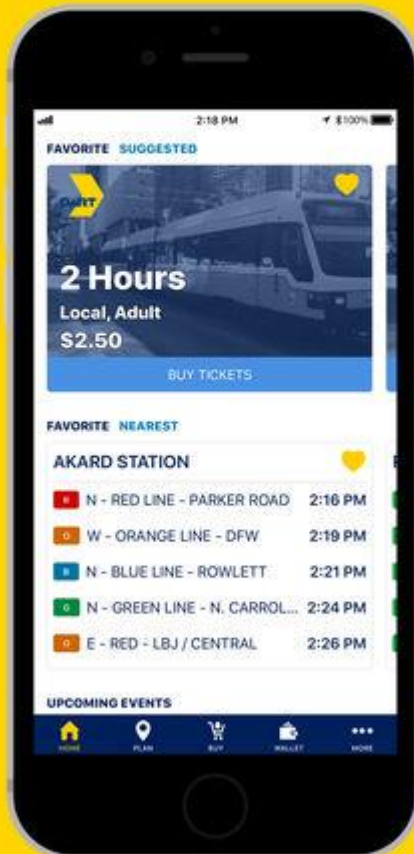 2:18 PM
100%
FAVORITE SUGGESTED
DART
2 Hours
Local, Adult
$2.50
BUY TICKETS
FAVORITE NEAREST
AKARD STATION
R N - RED LINE - PARKER ROAD 2:16 PM
O W - ORANGE LINE - DFW 2:19 PM
B N - BLUE LINE - ROWLETT 2:21 PM
G N - GREEN LINE - N. CARROL... 2:24 PM
O E - RED - LBJ / CENTRAL 2:26 PM
UPCOMING EVENTS
HOME PLAN BUY WALLET MORE